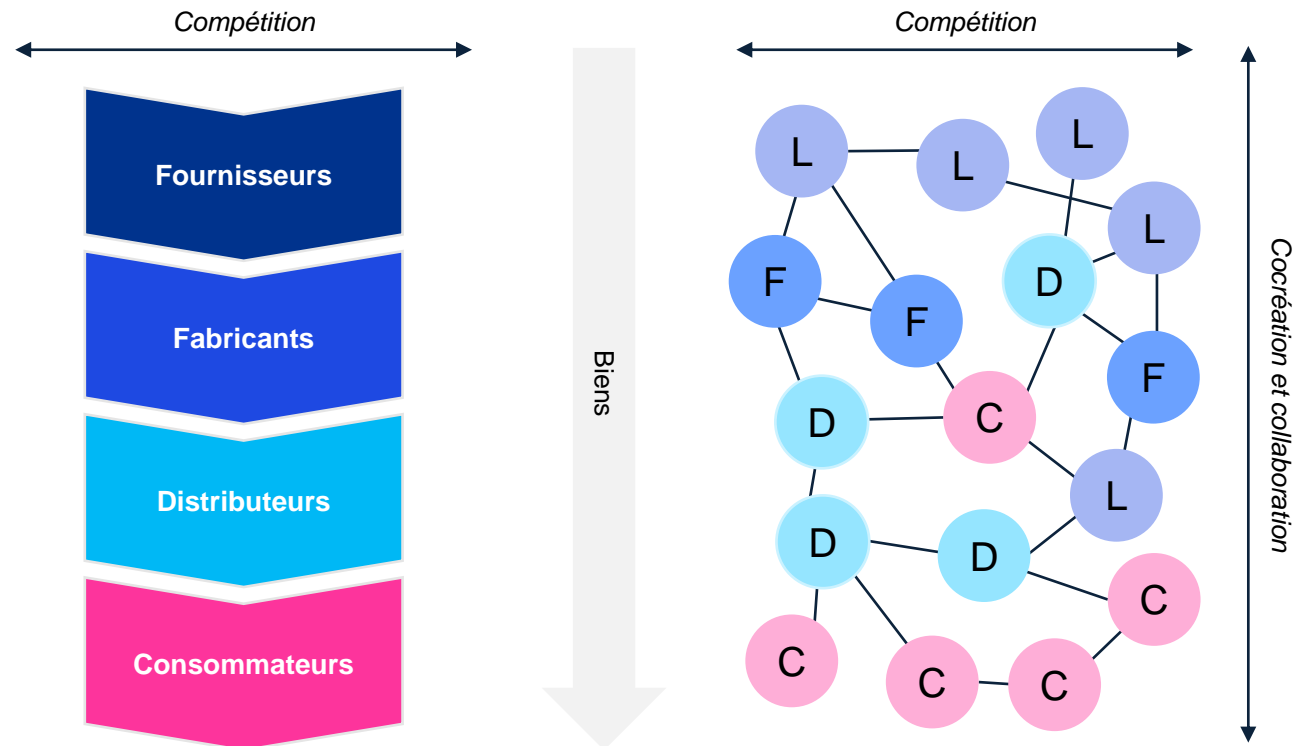 Compétition
Fournisseurs
Fabricants
Distributeurs
Consommateurs
Biens
Compétition
L
L
L
L
F
D
F
F
D
C
L
D
D
C
C
C
C
Cocréation et collaboration